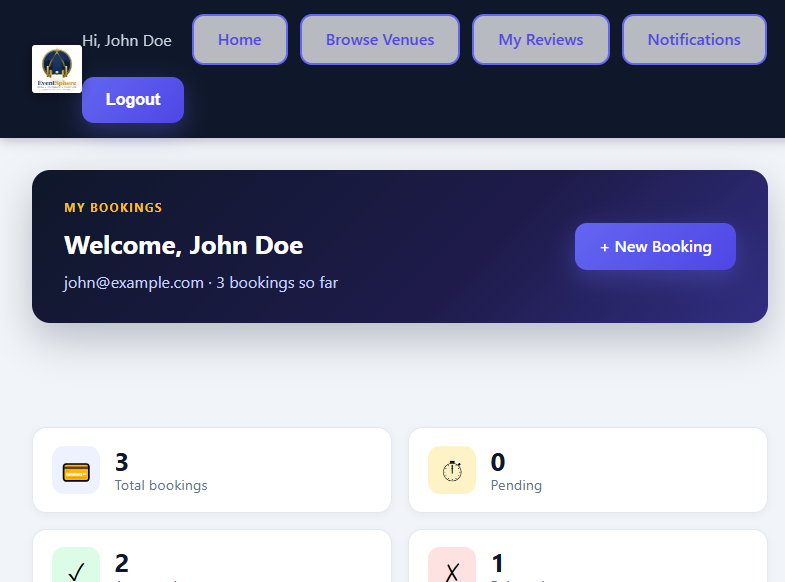 Hi, John Doe
Home
Browse Venues
My Reviews
Notifications
EventSphere
Logout
MY BOOKINGS
Welcome, John Doe
john@example.com · 3 bookings so far
+ New Booking
3
Total bookings
0
Pending
2
1